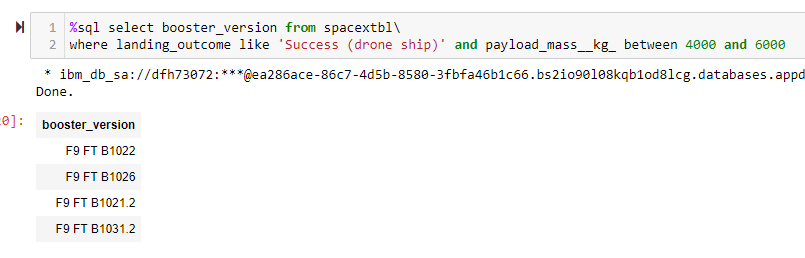 1 %sql select booster_version from spacextbl\
2 where landing_outcome like 'Success (drone ship)' and payload_mass__kg_ between 4000 and 6000
* ibm_db_sa://dfh73072:***@ea286ace-86c7-4d5b-8580-3fbfa46b1c66.bs2io90l08kqb1od8lcg.databases.appd
Done.
0]:
booster_version
F9 FT B1022
F9 FT B1026
F9 FT B1021.2
F9 FT B1031.2